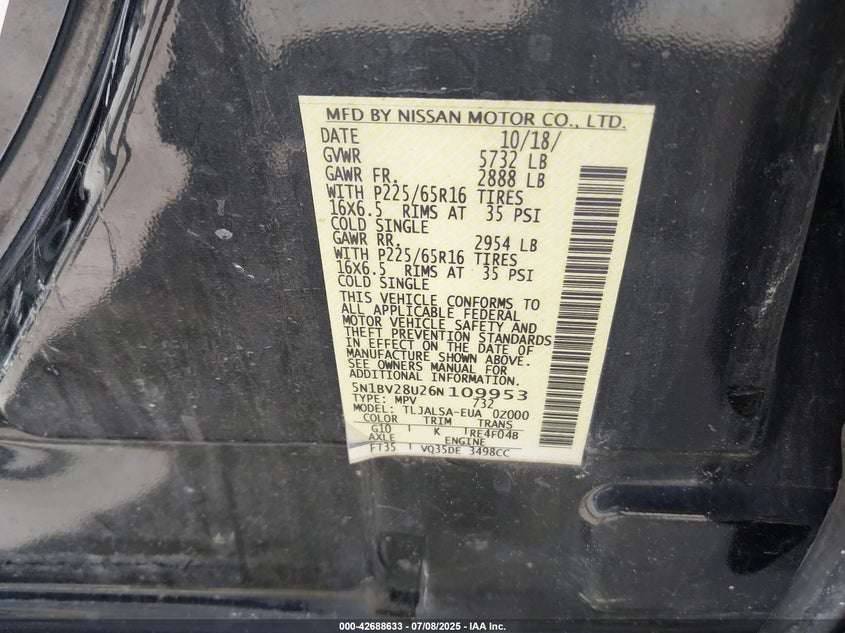 MFD BY NISSAN MOTOR CO., LTD.
DATE 10/18/
GVWR 5732 LB
GAWR FR. 2888 LB
WITH P225/65R16 TIRES
16X6.5 RIMS AT 35 PSI
COLD SINGLE
GAWR RR. 2954 LB
WITH P225/65R16 TIRES
16X6.5 RIMS AT 35 PSI
COLD SINGLE
THIS VEHICLE CONFORMS TO
ALL APPLICABLE FEDERAL
MOTOR VEHICLE SAFETY AND
THEFT PREVENTION STANDARDS
IN EFFECT ON THE DATE OF
MANUFACTURE SHOWN ABOVE.
SEE OWNERS MANUAL FOR
ADDITIONAL INFORMATION.
5N1BV28U26N109953
TYPE: MPV 732
MODEL: TLJALSA-EUA 0Z000
COLOR TRIM TRANS
G10 K RE4F04B
AXLE ENGINE
FT35 VQ35DE 3498CC
000-42688633 - 07/08/2025 - IAA Inc.